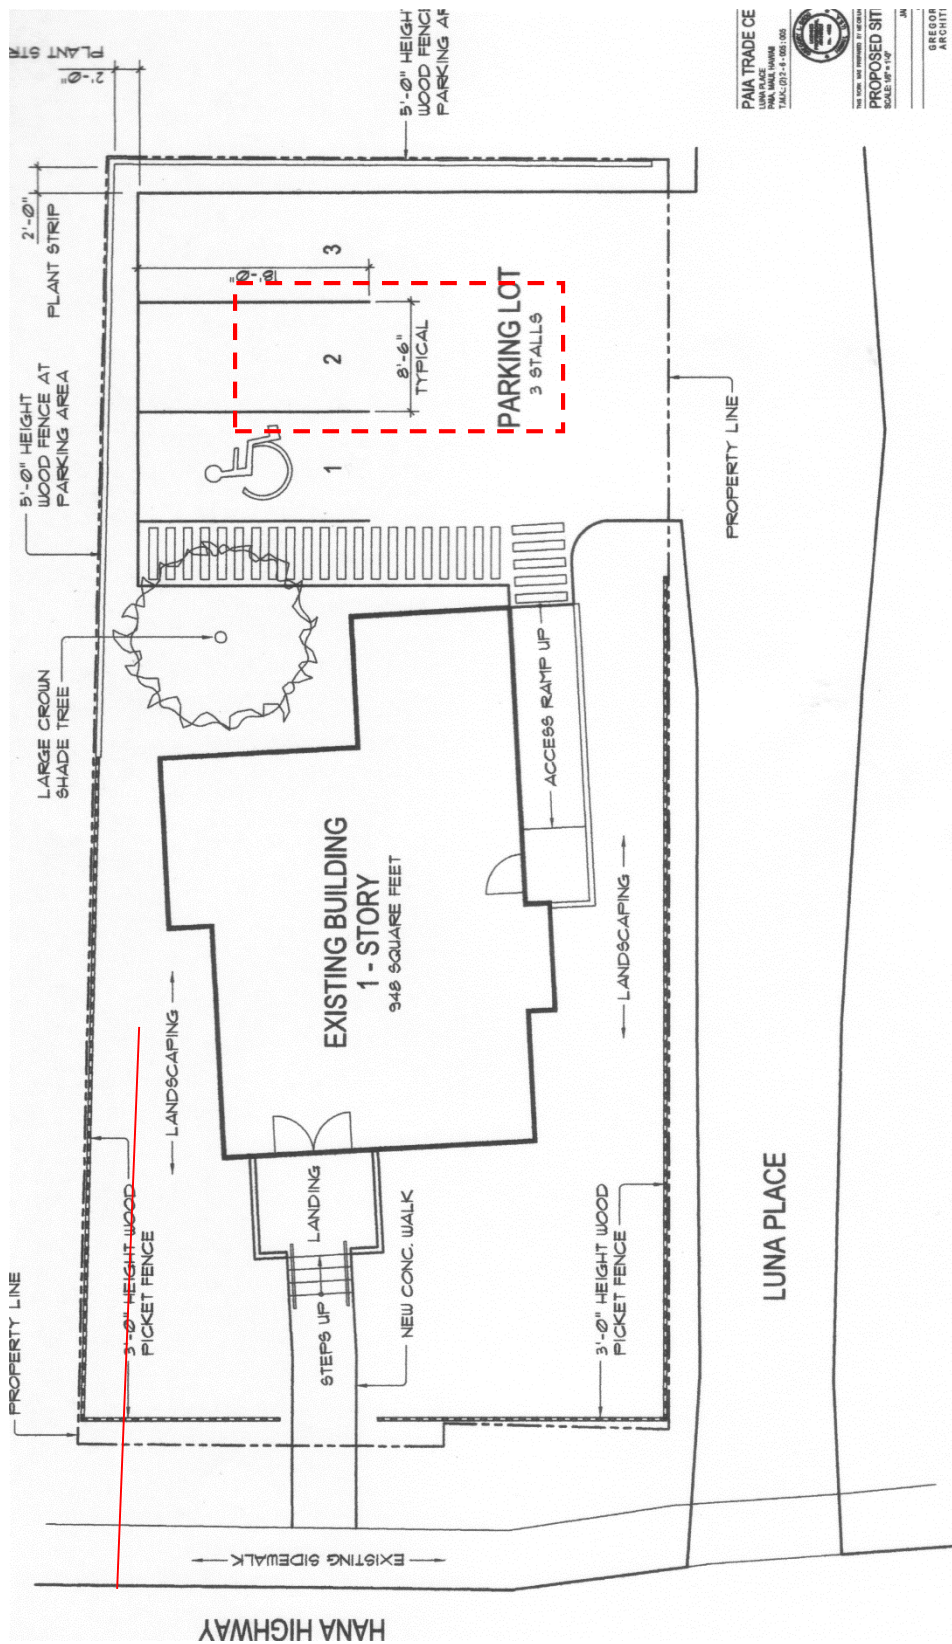 PLANT STR
2'-0"
5'-0" HEIGHT
WOOD FENC
PARKING AR
PAIA TRADE CE
LUNA PLACE
PAIA, MAUI, HAWAII
PROPOSED SIT
GREGOR
ARCHIT
2'-0"
PLANT STRIP
3
18'-0"
2
8'-6"
TYPICAL
PARKING LOT
3 STALLS
5'-0" HEIGHT
WOOD FENCE AT
PARKING AREA
1
PROPERTY LINE
LARGE CROWN
SHADE TREE
ACCESS RAMP UP
EXISTING BUILDING
1 - STORY
948 SQUARE FEET
LANDSCAPING
LANDSCAPING
3'-0" HEIGHT WOOD
PICKET FENCE
LANDING
STEPS UP
NEW CONC. WALK
3'-0" HEIGHT WOOD
PICKET FENCE
LUNA PLACE
PROPERTY LINE
EXISTING SIDEWALK
HANA HIGHWAY